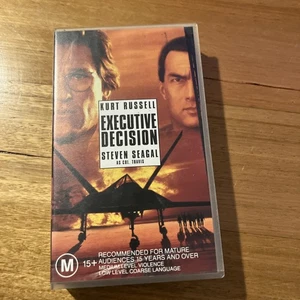 KURT RUSSELL
EXECUTIVE
DECISION
STEVEN SEAGAL
AS COL. TRAVIS
M
15+
RECOMMENDED FOR MATURE
AUDIENCES 15 YEARS AND OVER
MEDIUM LEVEL VIOLENCE
LOW LEVEL COARSE LANGUAGE